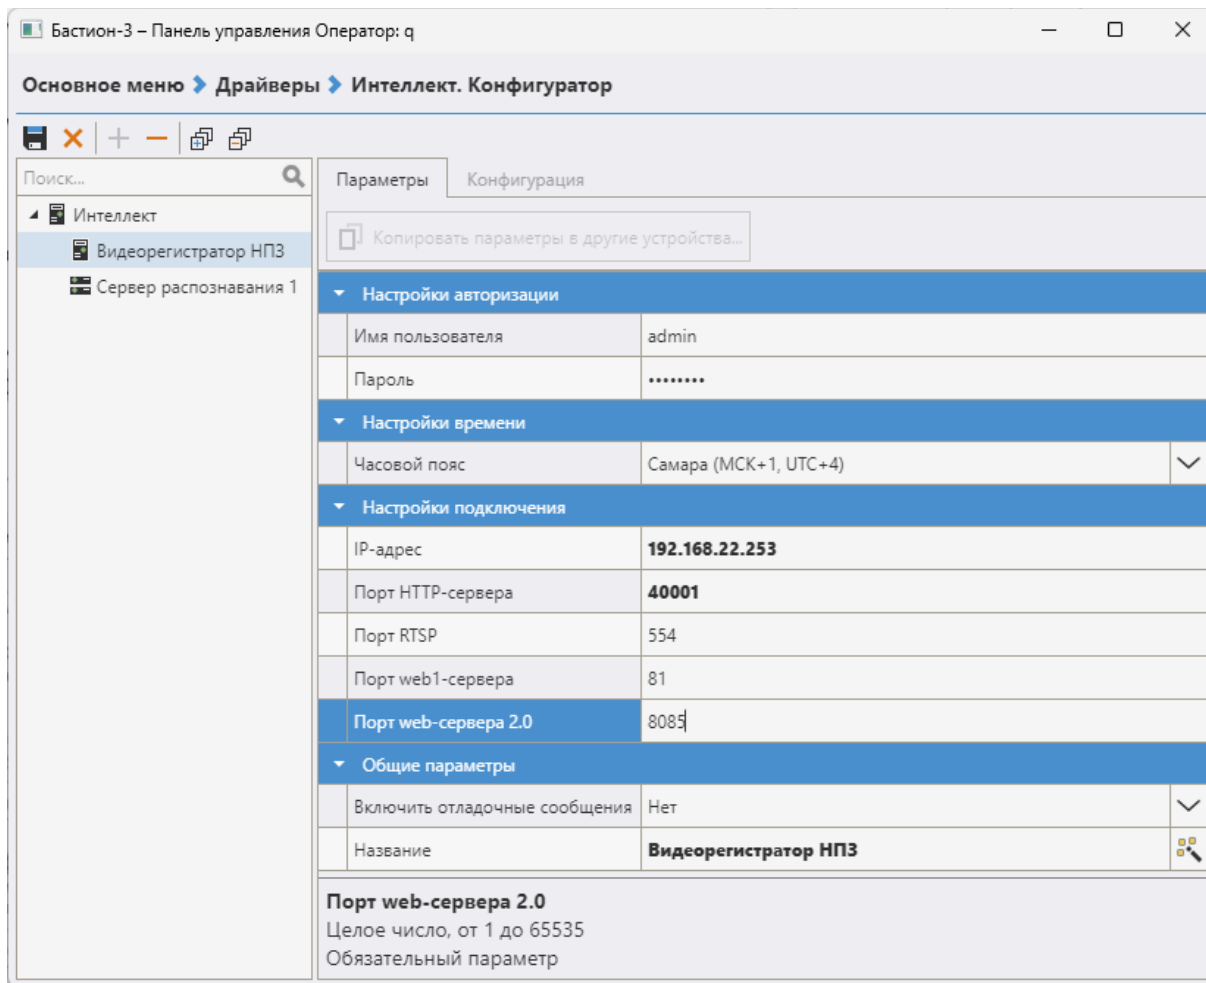 Бастион-3 – Панель управления Оператор: q
Основное меню Драйверы Интеллект. Конфигуратор
Поиск...
Интеллект
Видеорегистратор НПЗ
Сервер распознавания 1
Параметры Конфигурация
Копировать параметры в другие устройства...
Настройки авторизации
Имя пользователя admin
Пароль ••••••••
Настройки времени
Часовой пояс Самара (МСК+1, UTC+4)
Настройки подключения
IP-адрес 192.168.22.253
Порт HTTP-сервера 40001
Порт RTSP 554
Порт web1-сервера 81
Порт web-сервера 2.0 8085
Общие параметры
Включить отладочные сообщения Нет
Название Видеорегистратор НПЗ
Порт web-сервера 2.0
Целое число, от 1 до 65535
Обязательный параметр